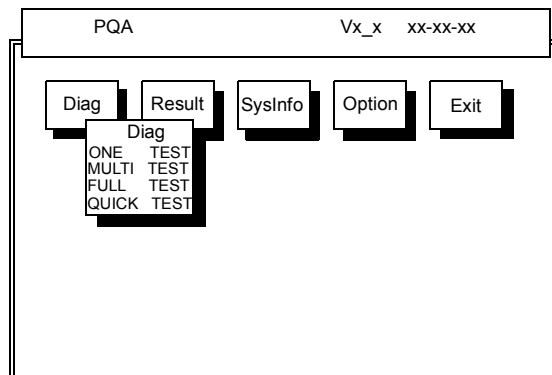 PQA Vx_x xx-xx-xx
Diag Result SysInfo Option Exit
Diag
ONE TEST
MULTI TEST
FULL TEST
QUICK TEST